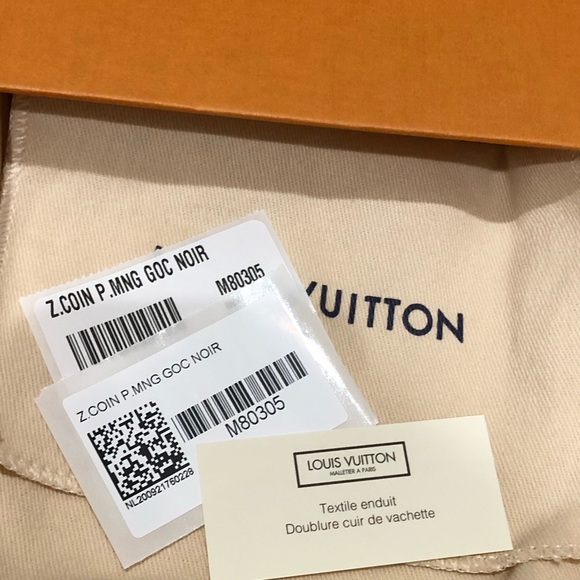 Z.COIN P.MNG GOC NOIR
M80305
VUITTON
Z.COIN P.MNG GOC NOIR
M80305
NL200921760228
LOUIS VUITTON
MALLETIER A PARIS
Textile enduit
Doublure cuir de vachette